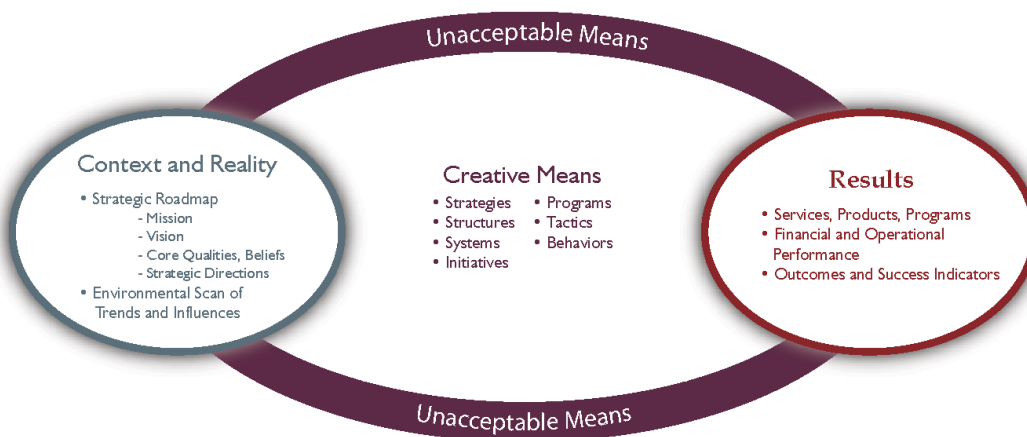 Unacceptable Means
Context and Reality
• Strategic Roadmap
- Mission
- Vision
- Core Qualities, Beliefs
- Strategic Directions
• Environmental Scan of
Trends and Influences
Creative Means
• Strategies
• Structures
• Systems
• Initiatives
• Programs
• Tactics
• Behaviors
Results
• Services, Products, Programs
• Financial and Operational
Performance
• Outcomes and Success Indicators
Unacceptable Means